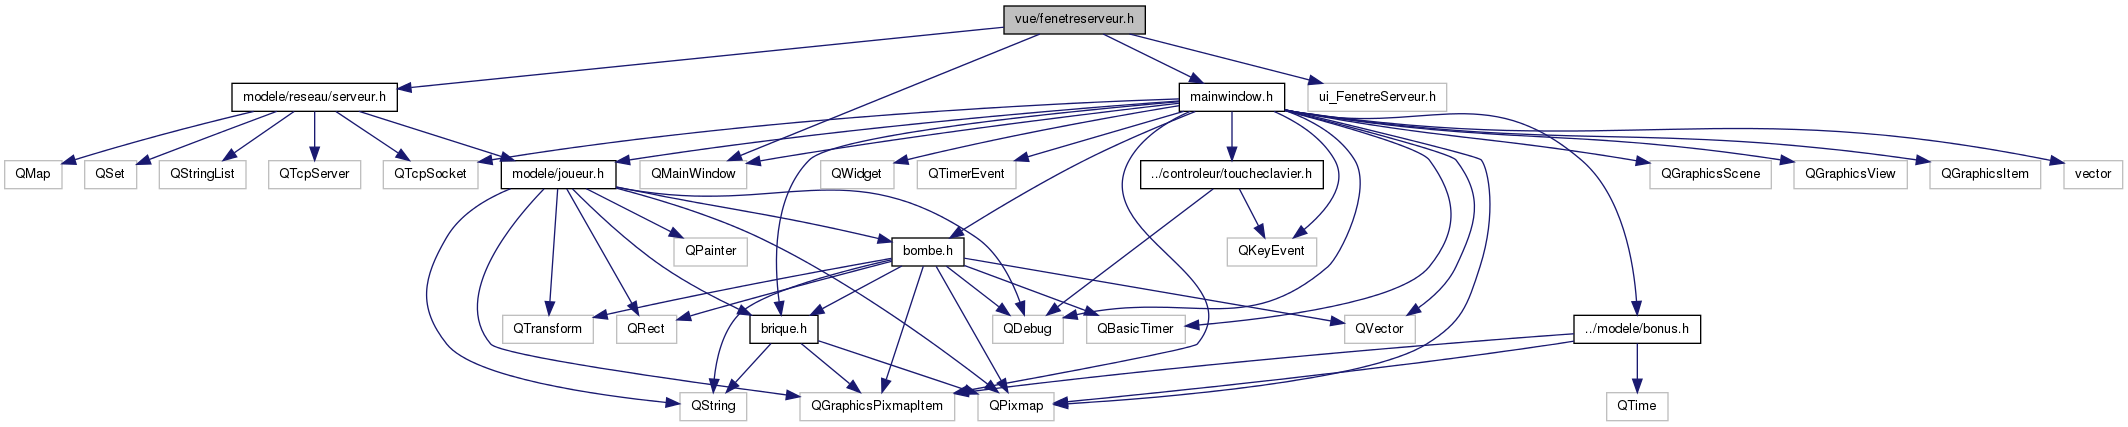 vue/fenetreserveur.h
modele/reseau/serveur.h
mainwindow.h
ui_FenetreServeur.h
QMap
QSet
QStringList
QTcpServer
QTcpSocket
modele/joueur.h
QMainWindow
QWidget
QTimerEvent
../controleur/toucheclavier.h
QGraphicsScene
QGraphicsView
QGraphicsItem
vector
QPainter
bombe.h
QKeyEvent
QTransform
QRect
brique.h
QDebug
QBasicTimer
QVector
../modele/bonus.h
QString
QGraphicsPixmapItem
QPixmap
QTime